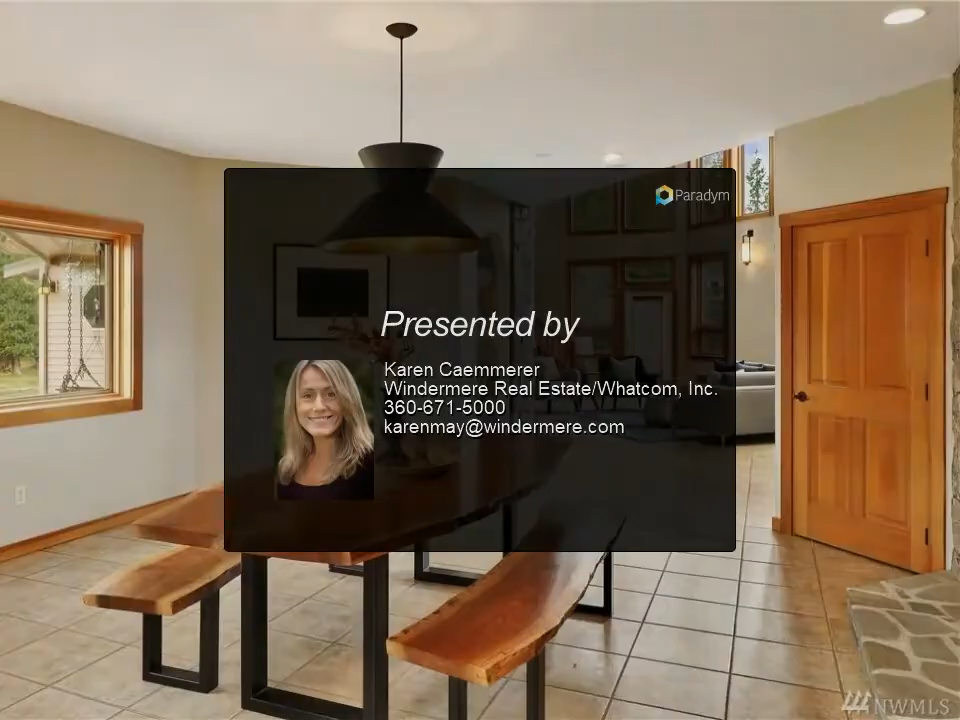 Paradym
Presented by
Karen Caemmerer
Windermere Real Estate/Whatcom, Inc.
360-671-5000
karenmay@windermere.com
NWMLS